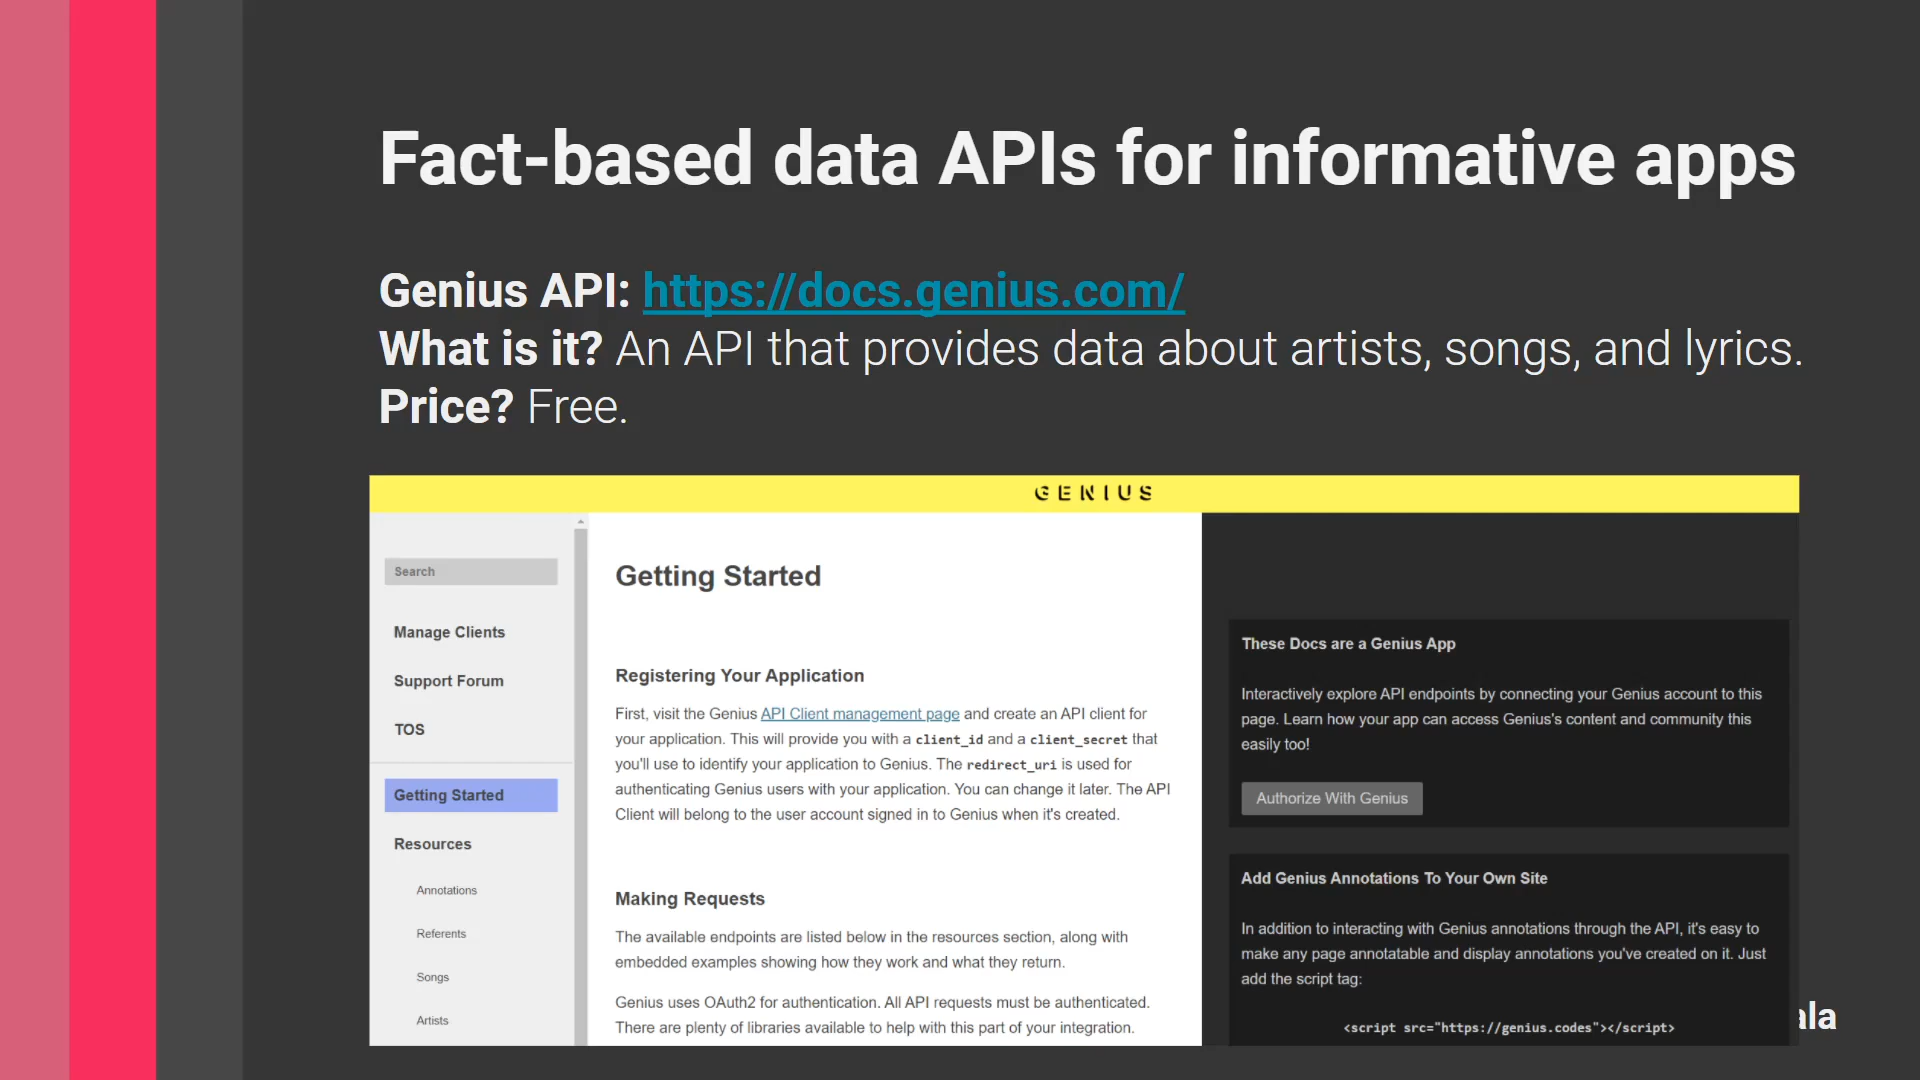 Fact-based data APIs for informative apps
Genius API: https://docs.genius.com/
What is it? An API that provides data about artists, songs, and lyrics.
Price? Free.
GENIUS
Search
Manage Clients
Support Forum
TOS
Getting Started
Resources
Annotations
Referents
Songs
Artists
Getting Started
Registering Your Application
First, visit the Genius API Client management page and create an API client for
your application. This will provide you with a client_id and a client_secret that
you'll use to identify your application to Genius. The redirect_uri is used for
authenticating Genius users with your application. You can change it later. The API
Client will belong to the user account signed in to Genius when it's created.
Making Requests
The available endpoints are listed below in the resources section, along with
embedded examples showing how they work and what they return.
Genius uses OAuth2 for authentication. All API requests must be authenticated.
There are plenty of libraries available to help with this part of your integration.
These Docs are a Genius App
Interactively explore API endpoints by connecting your Genius account to this
page. Learn how your app can access Genius's content and community this
easily too!
Authorize With Genius
Add Genius Annotations To Your Own Site
In addition to interacting with Genius annotations through the API, it's easy to
make any page annotatable and display annotations you've created on it. Just
add the script tag:
<script src="https://genius.codes"></script>